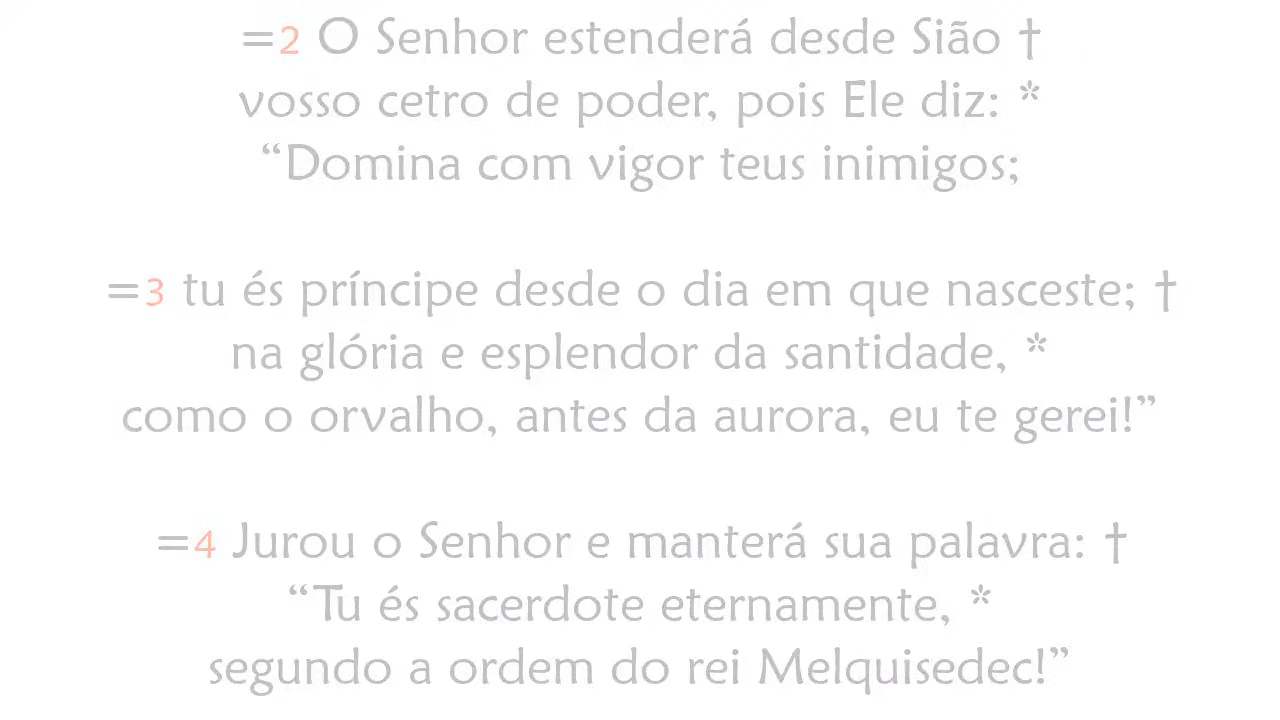 =2 O Senhor estenderá desde Sião †
vosso cetro de poder, pois Ele diz: *
“Domina com vigor teus inimigos;
=3 tu és príncipe desde o dia em que nasceste; †
na glória e esplendor da santidade, *
como o orvalho, antes da aurora, eu te gerei!”
=4 Jurou o Senhor e manterá sua palavra: †
“Tu és sacerdote eternamente, *
segundo a ordem do rei Melquisedec!”